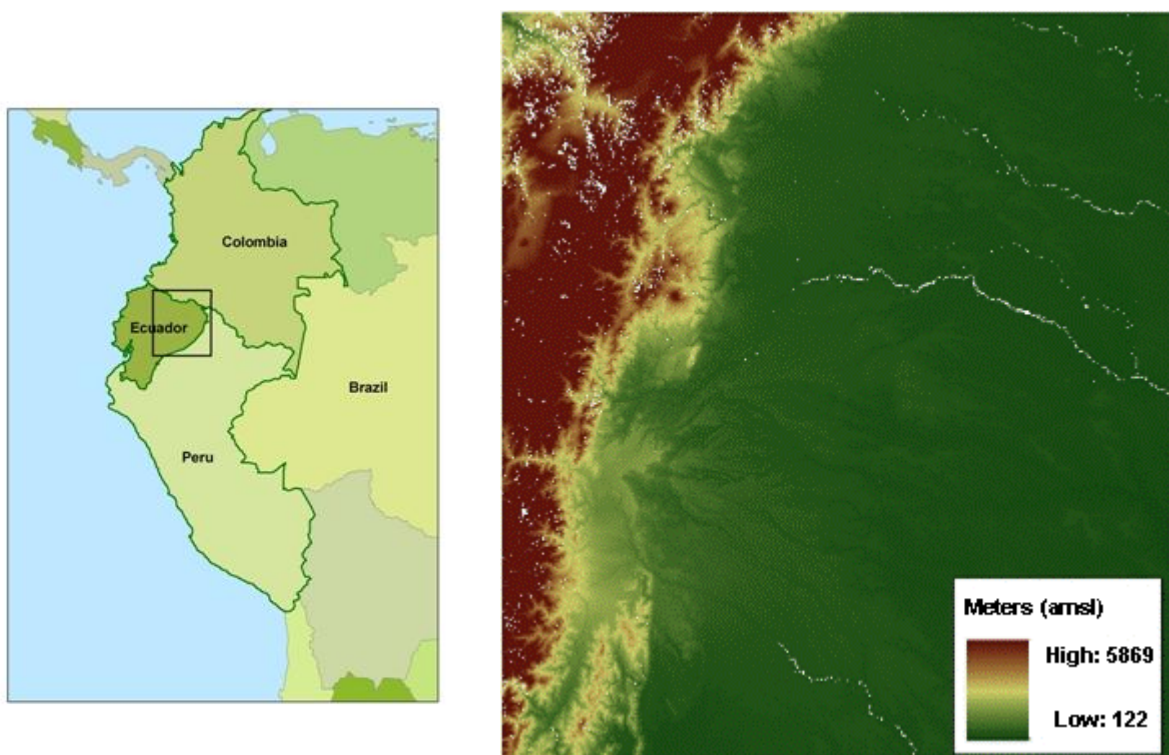 Colombia
Ecuador
Brazil
Peru
Meters (amsl)
High: 5869
Low: 122